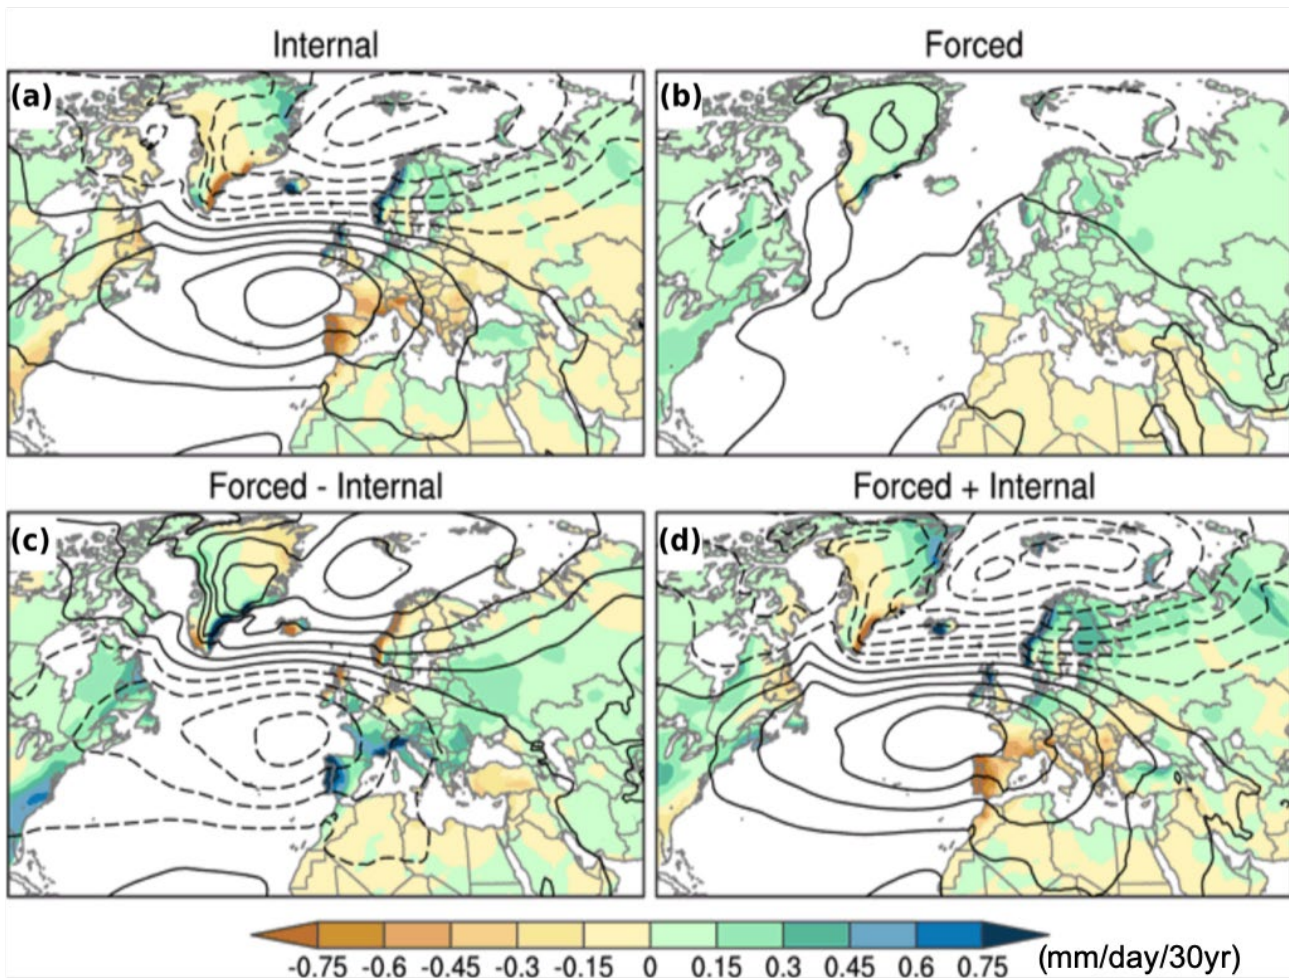 Internal
Forced
(a)
(b)
Forced - Internal
Forced + Internal
(c)
(d)
-0.75 -0.6 -0.45 -0.3 -0.15 0 0.15 0.3 0.45 0.6 0.75 (mm/day/30yr)